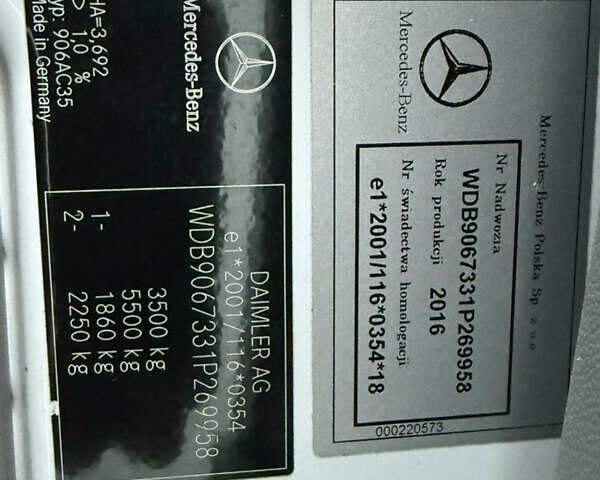 Mercedes-Benz
DAIMLER AG
e1*2001/116*0354
WDB9067331P269958
3500 kg
5500 kg
1- 1860 kg
2- 2250 kg
HA=3,692
1,0 %
typ: 906AC35
Made in Germany
Mercedes-Benz
Mercedes-Benz Polska Sp z o.o.
Nr Nadwozia
WDB9067331P269958
Rok produkcji 2016
Nr świadectwa homologacji
e1*2001/116*0354*18
000220573